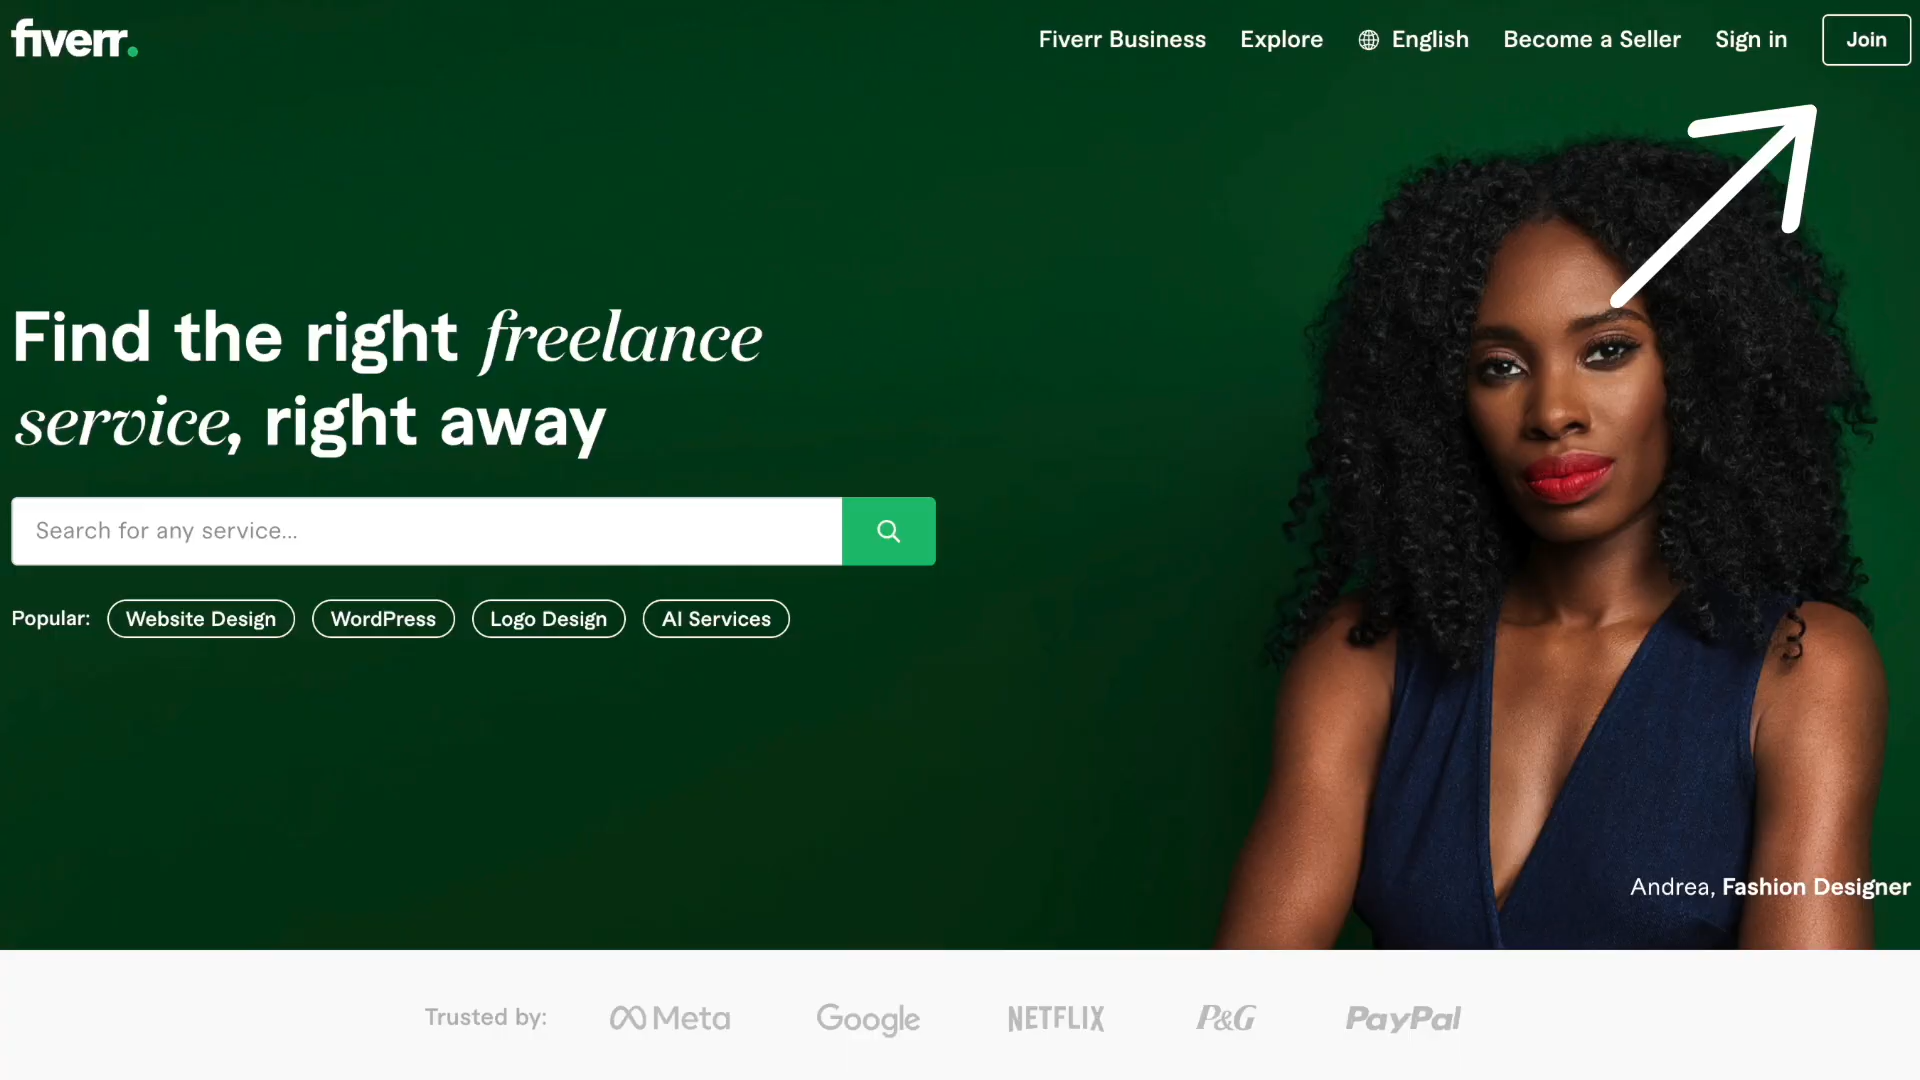 fiverr.
Fiverr Business Explore English Become a Seller Sign in Join
Find the right freelance
service, right away
Search for any service...
Popular: Website Design WordPress Logo Design AI Services
Andrea, Fashion Designer
Trusted by: Meta Google NETFLIX P&G PayPal